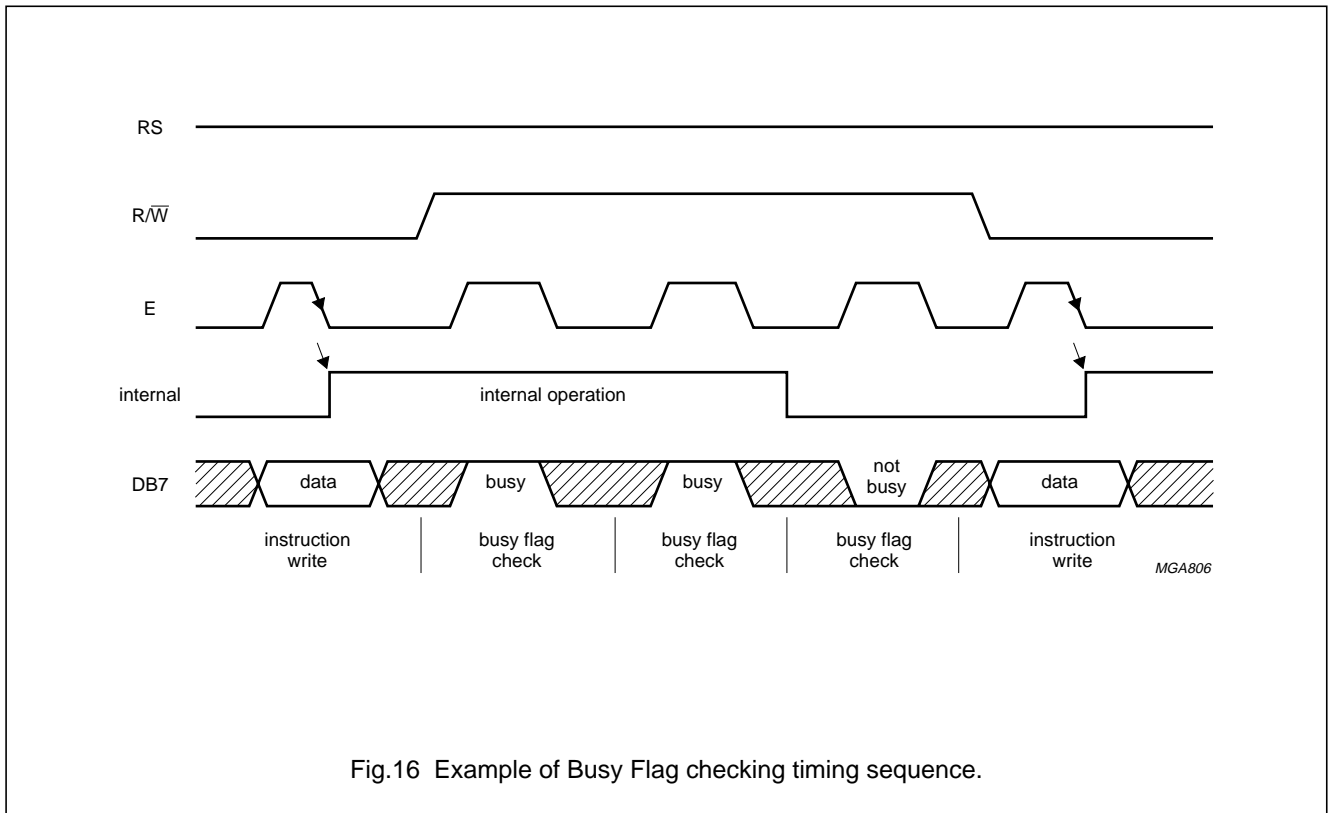 RS
R/W̅
E
internal
internal operation
DB7
data
busy
busy
not
busy
data
instruction
write
busy flag
check
busy flag
check
busy flag
check
instruction
write
MGA806
Fig.16 Example of Busy Flag checking timing sequence.